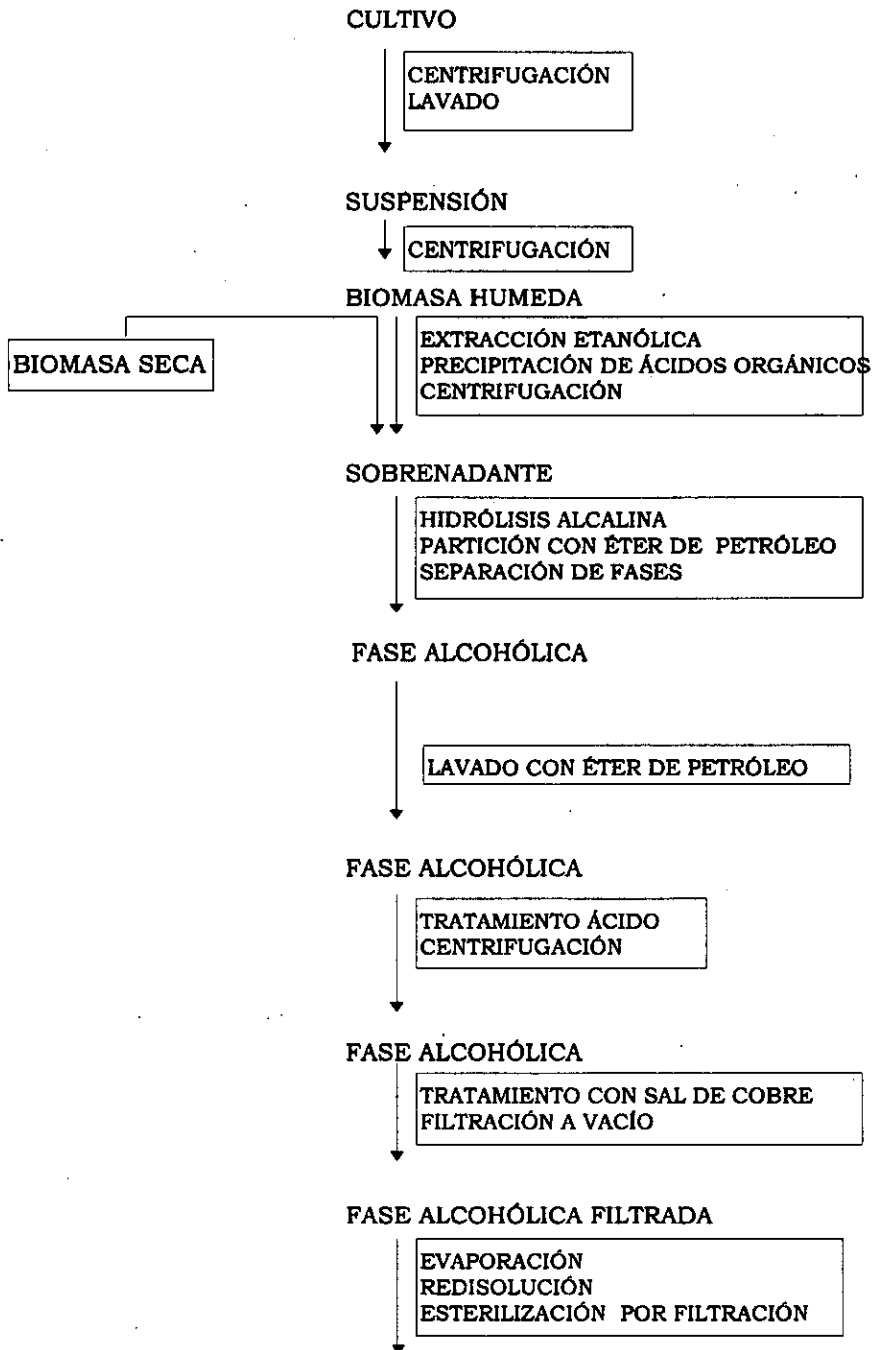 CULTIVO
CENTRIFUGACIÓN
LAVADO
SUSPENSIÓN
CENTRIFUGACIÓN
BIOMASA HUMEDA
BIOMASA SECA
EXTRACCIÓN ETANÓLICA
PRECIPITACIÓN DE ÁCIDOS ORGÁNICOS
CENTRIFUGACIÓN
SOBRENADANTE
HIDRÓLISIS ALCALINA
PARTICIÓN CON ÉTER DE PETRÓLEO
SEPARACIÓN DE FASES
FASE ALCOHÓLICA
LAVADO CON ÉTER DE PETRÓLEO
FASE ALCOHÓLICA
TRATAMIENTO ÁCIDO
CENTRIFUGACIÓN
FASE ALCOHÓLICA
TRATAMIENTO CON SAL DE COBRE
FILTRACIÓN A VACÍO
FASE ALCOHÓLICA FILTRADA
EVAPORACIÓN
REDISOLUCIÓN
ESTERILIZACIÓN POR FILTRACIÓN